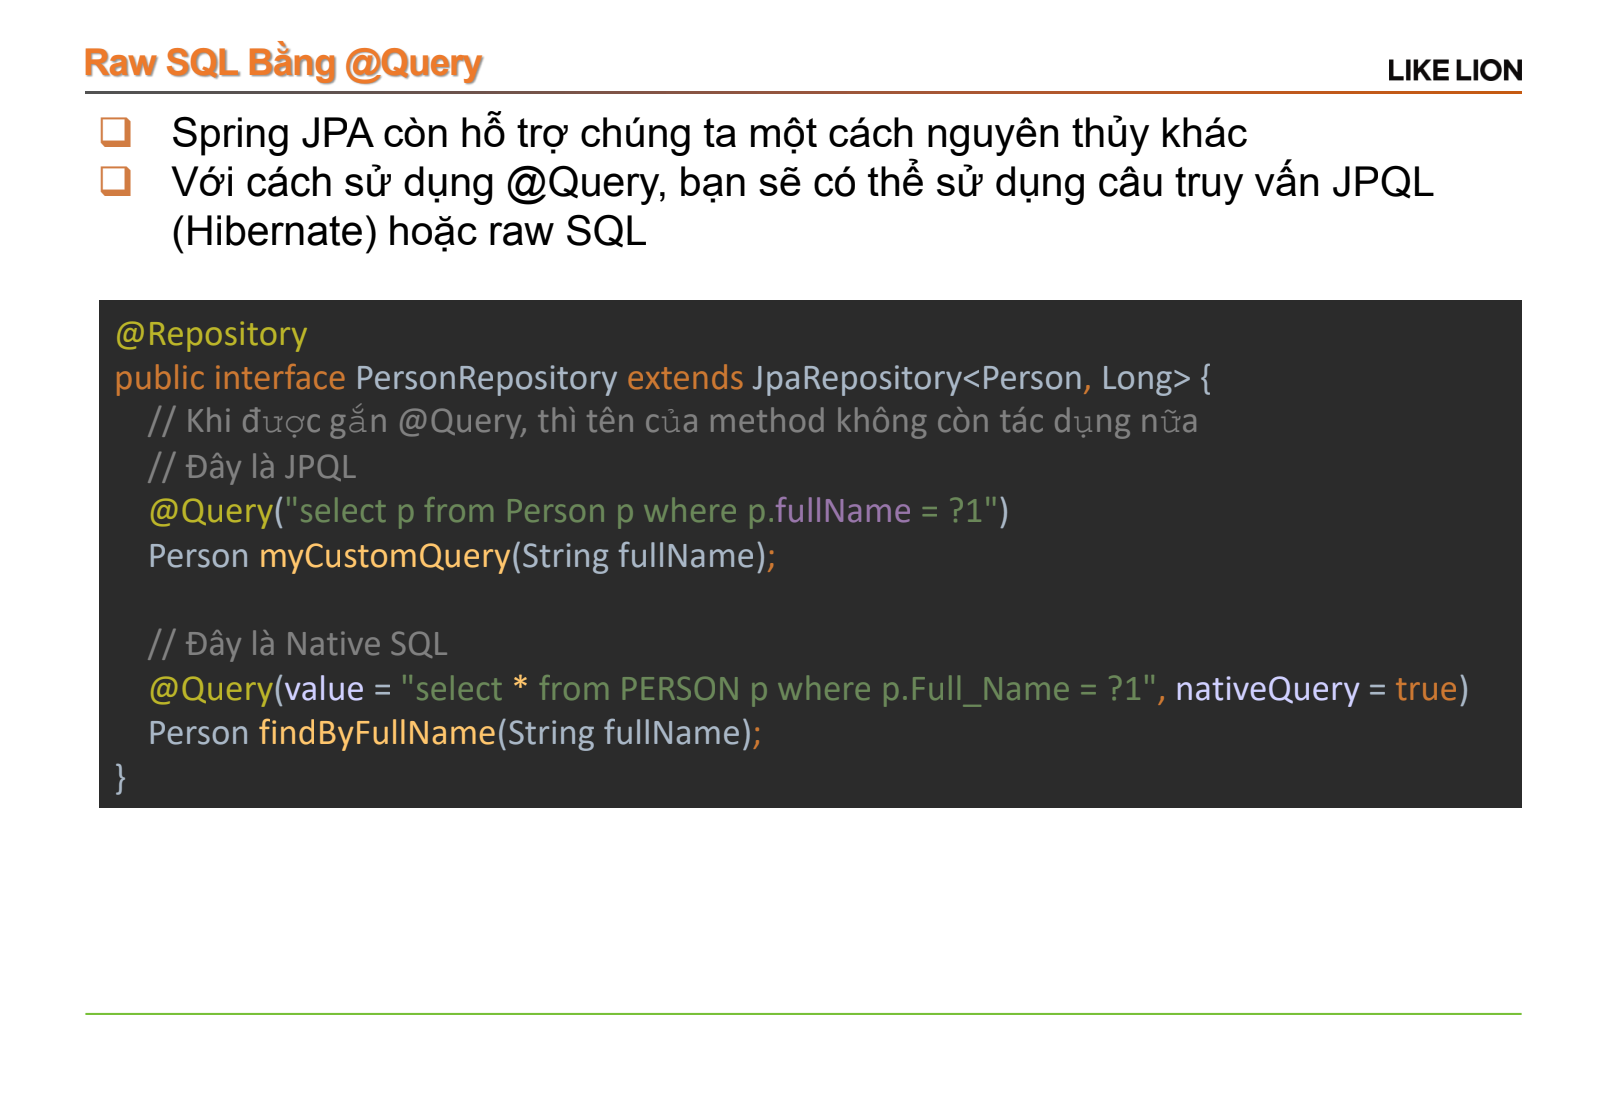 Raw SQL Bằng @Query
LIKE LION
Spring JPA còn hỗ trợ chúng ta một cách nguyên thủy khác
Với cách sử dụng @Query, bạn sẽ có thể sử dụng câu truy vấn JPQL
(Hibernate) hoặc raw SQL
@Repository
public interface PersonRepository extends JpaRepository<Person, Long> {
// Khi được gắn @Query, thì tên của method không còn tác dụng nữa
// Đây là JPQL
@Query("select p from Person p where p.fullName = ?1")
Person myCustomQuery(String fullName);
// Đây là Native SQL
@Query(value = "select * from PERSON p where p.Full_Name = ?1", nativeQuery = true)
Person findByFullName(String fullName);
}